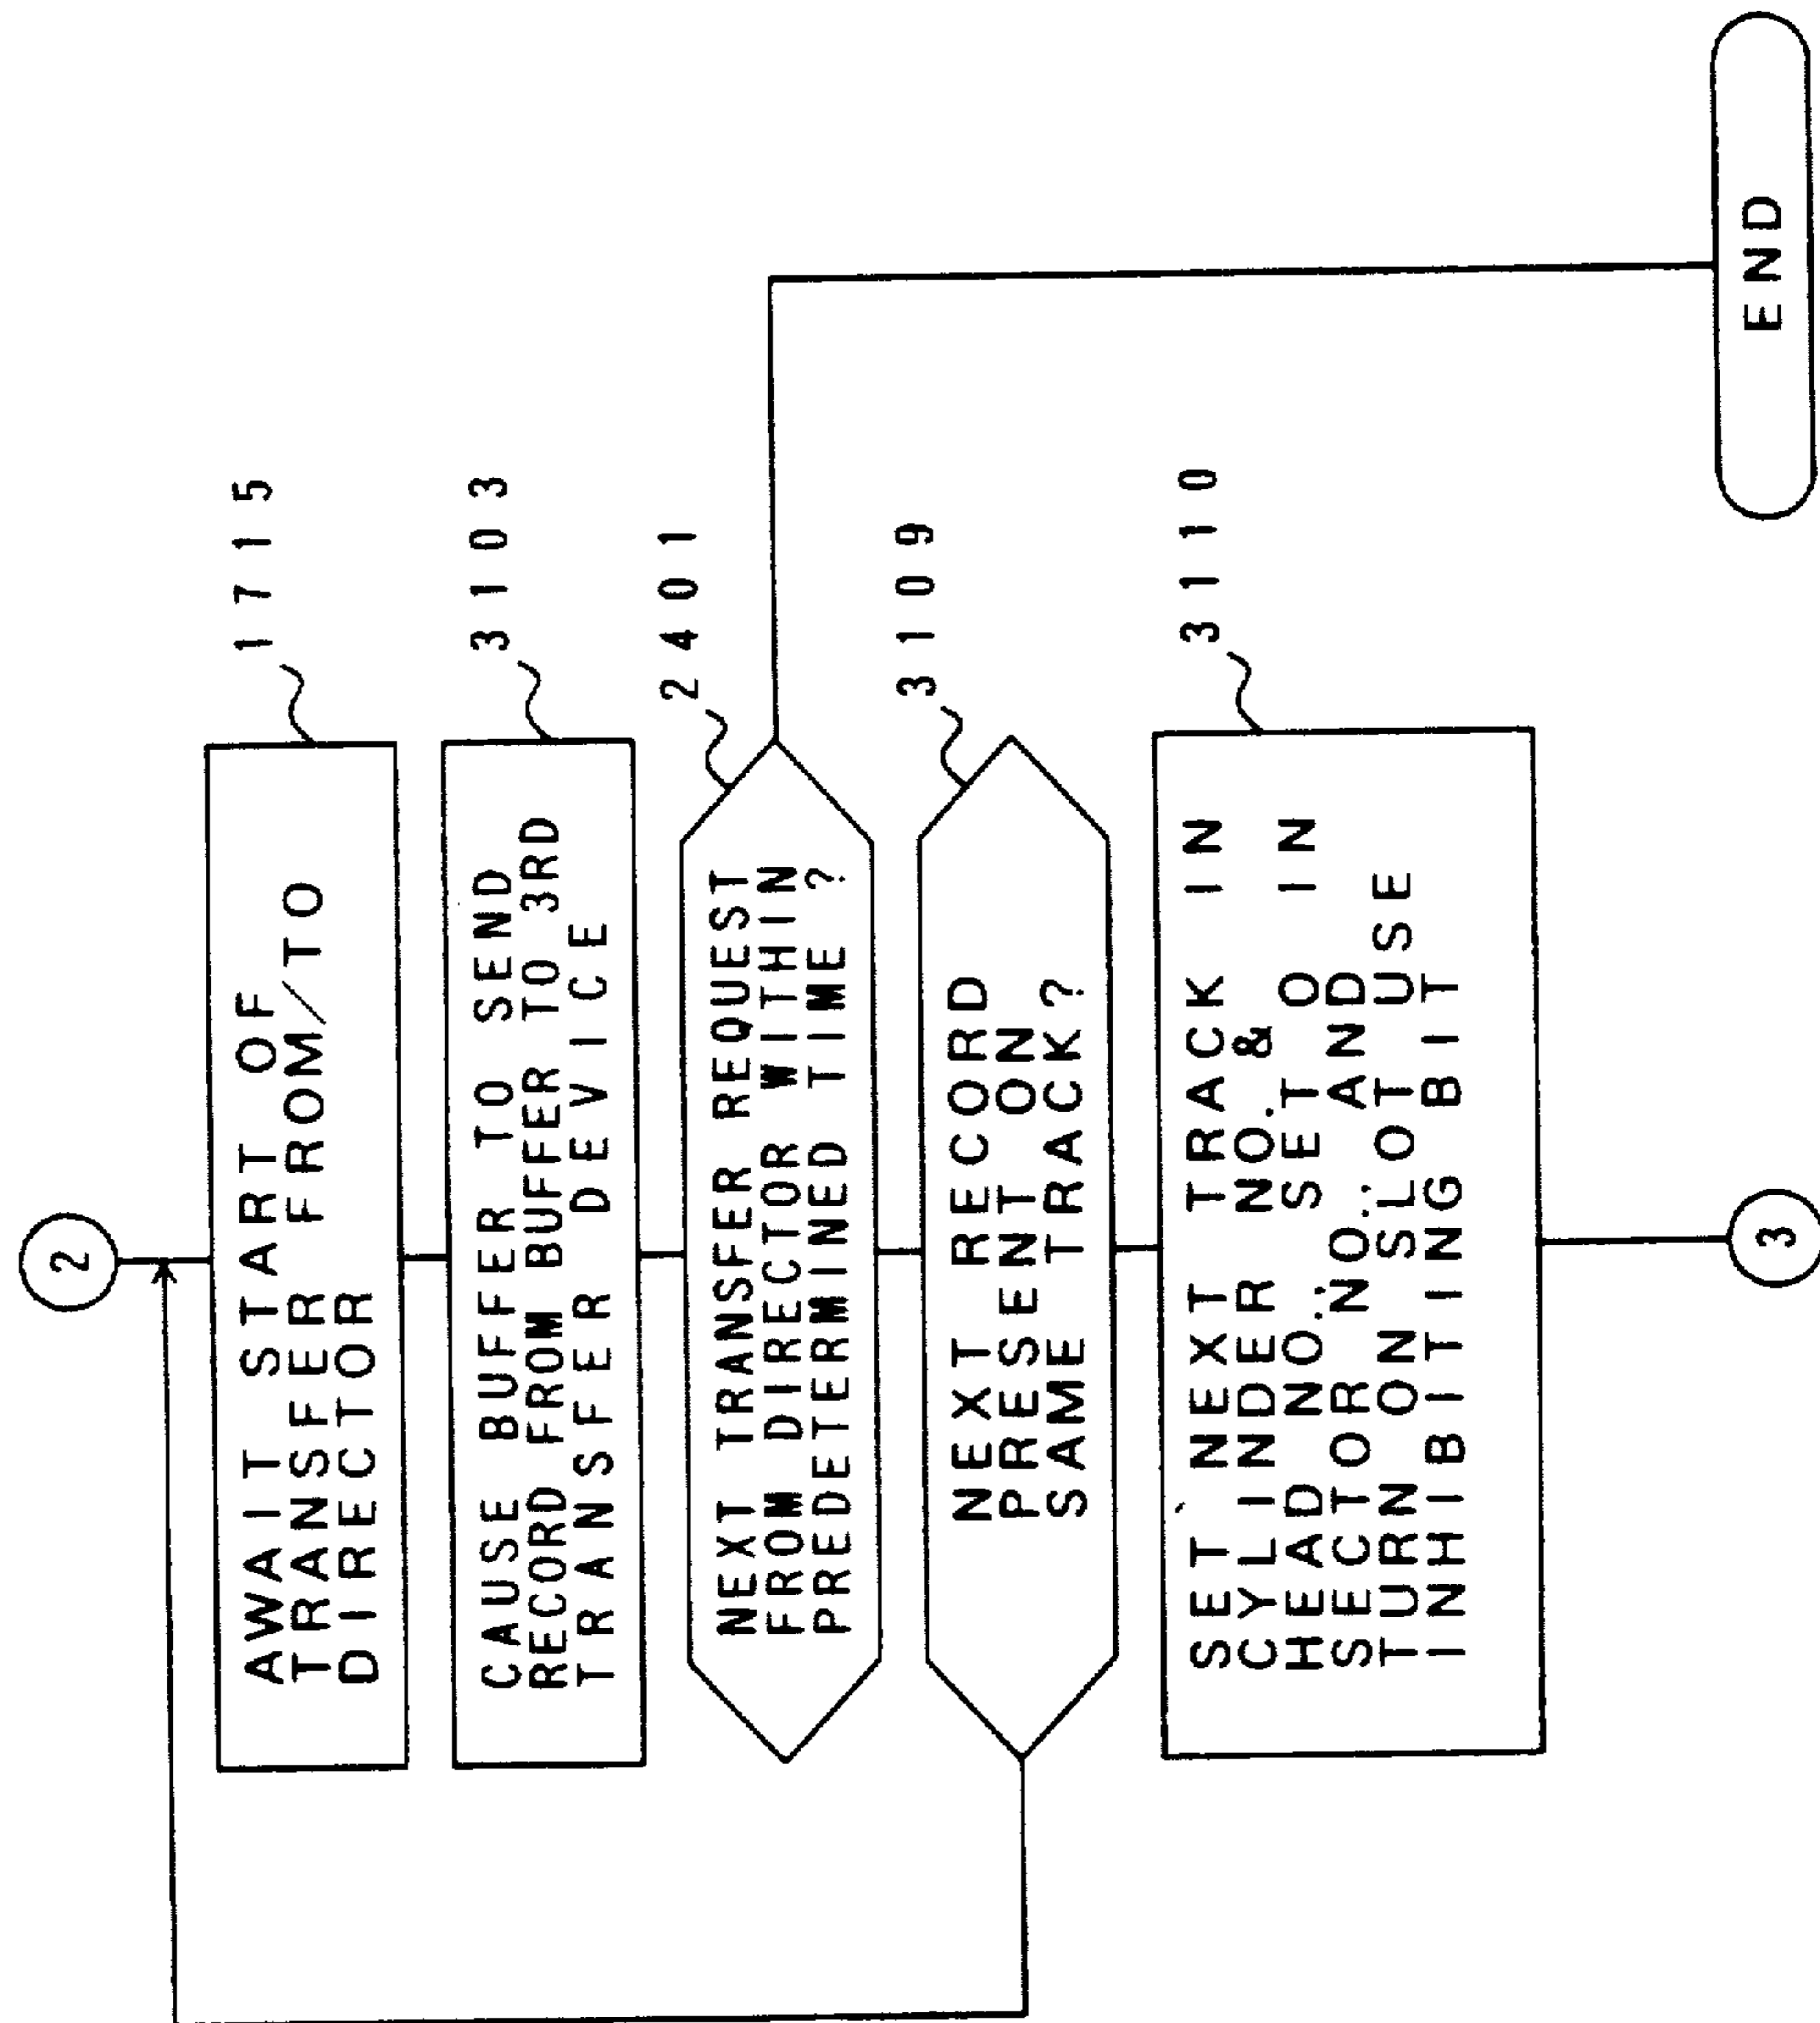 2
AWAIT START OF
TRANSFER FROM/TO
DIRECTOR
1715
CAUSE BUFFER TO SEND
RECORD FROM BUFFER TO 3RD
TRANSFER DEVICE
3103
NEXT TRANSFER REQUEST
FROM DIRECTOR WITHIN
PREDETERMINED TIME?
2401
NEXT RECORD
PRESENT ON
SAME TRACK?
3109
SET NEXT TRACK IN
CYLINDER NO. &
HEAD NO.; SET O IN
SECTOR NO.; AND
TURN ON SLOT USE
INHIBITING BIT
3110
3
END